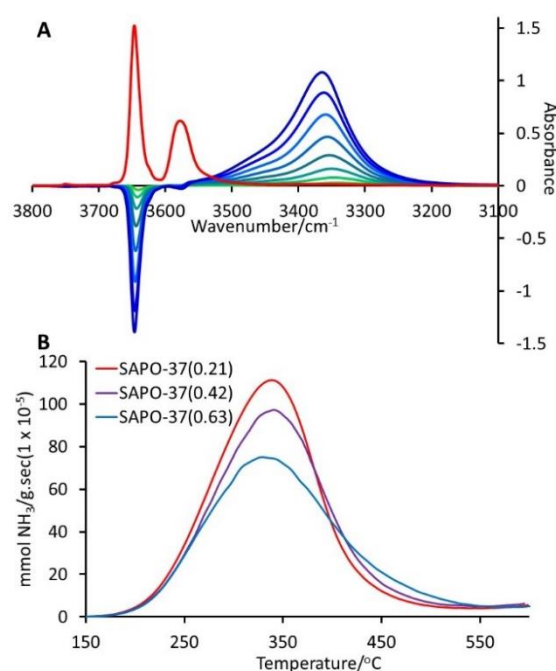 A
1.5
1
0.5
0
-0.5
-1
-1.5
Absorbance
3800 3700 3600 3500 3400 3300 3200 3100
Wavenumber/cm⁻¹
B
SAPO-37(0.21)
SAPO-37(0.42)
SAPO-37(0.63)
120
100
80
60
40
20
0
mmol NH₃/g.sec(1 x 10⁻⁵)
150 250 350 450 550
Temperature/°C